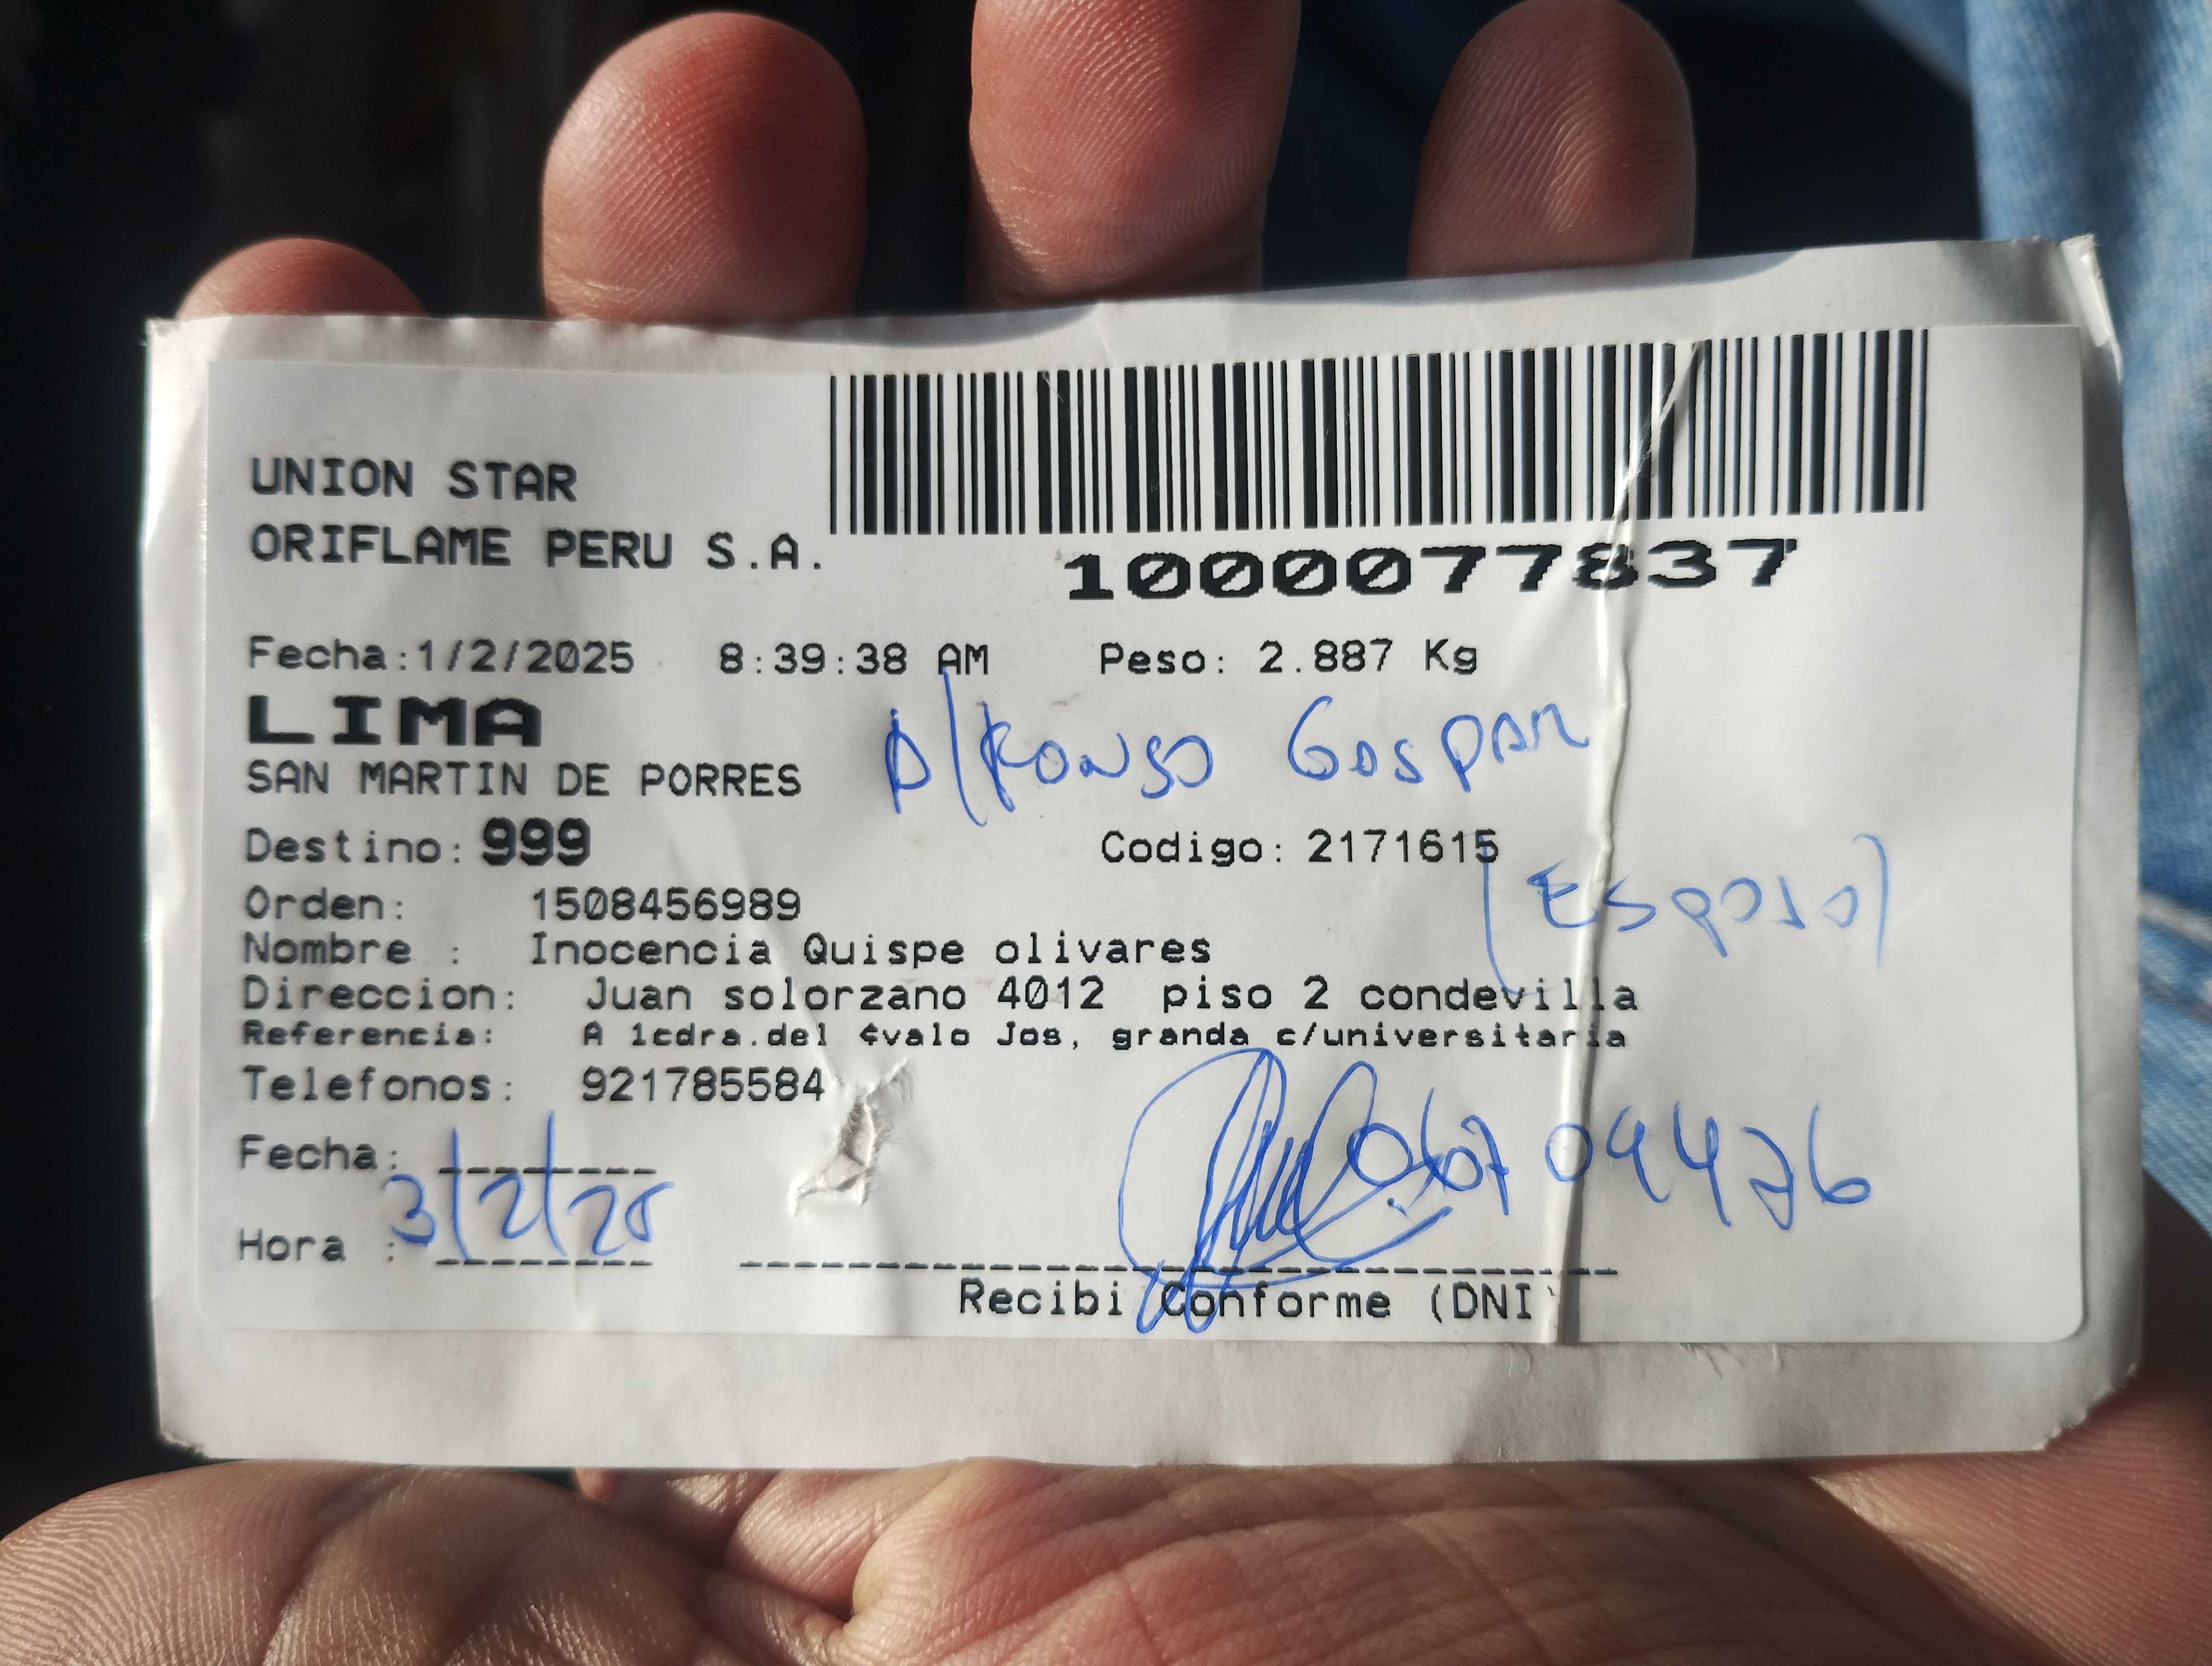 UNION STAR
ORIFLAME PERU S.A.
1000077837
Fecha:1/2/2025 8:39:38 AM Peso: 2.887 Kg
LIMA
SAN MARTIN DE PORRES
Alfonso Gaspar
Destino: 999 Codigo: 2171615
(Esposo)
Orden: 1508456989
Nombre : Inocencia Quispe olivares
Direccion: Juan solorzano 4012 piso 2 condevilla
Referencia: A 1cdra.del ¢valo Jos, granda c/universitaria
Telefonos: 921785584
Fecha:
3/2/25
Hora :
Recibi Conforme (DNI